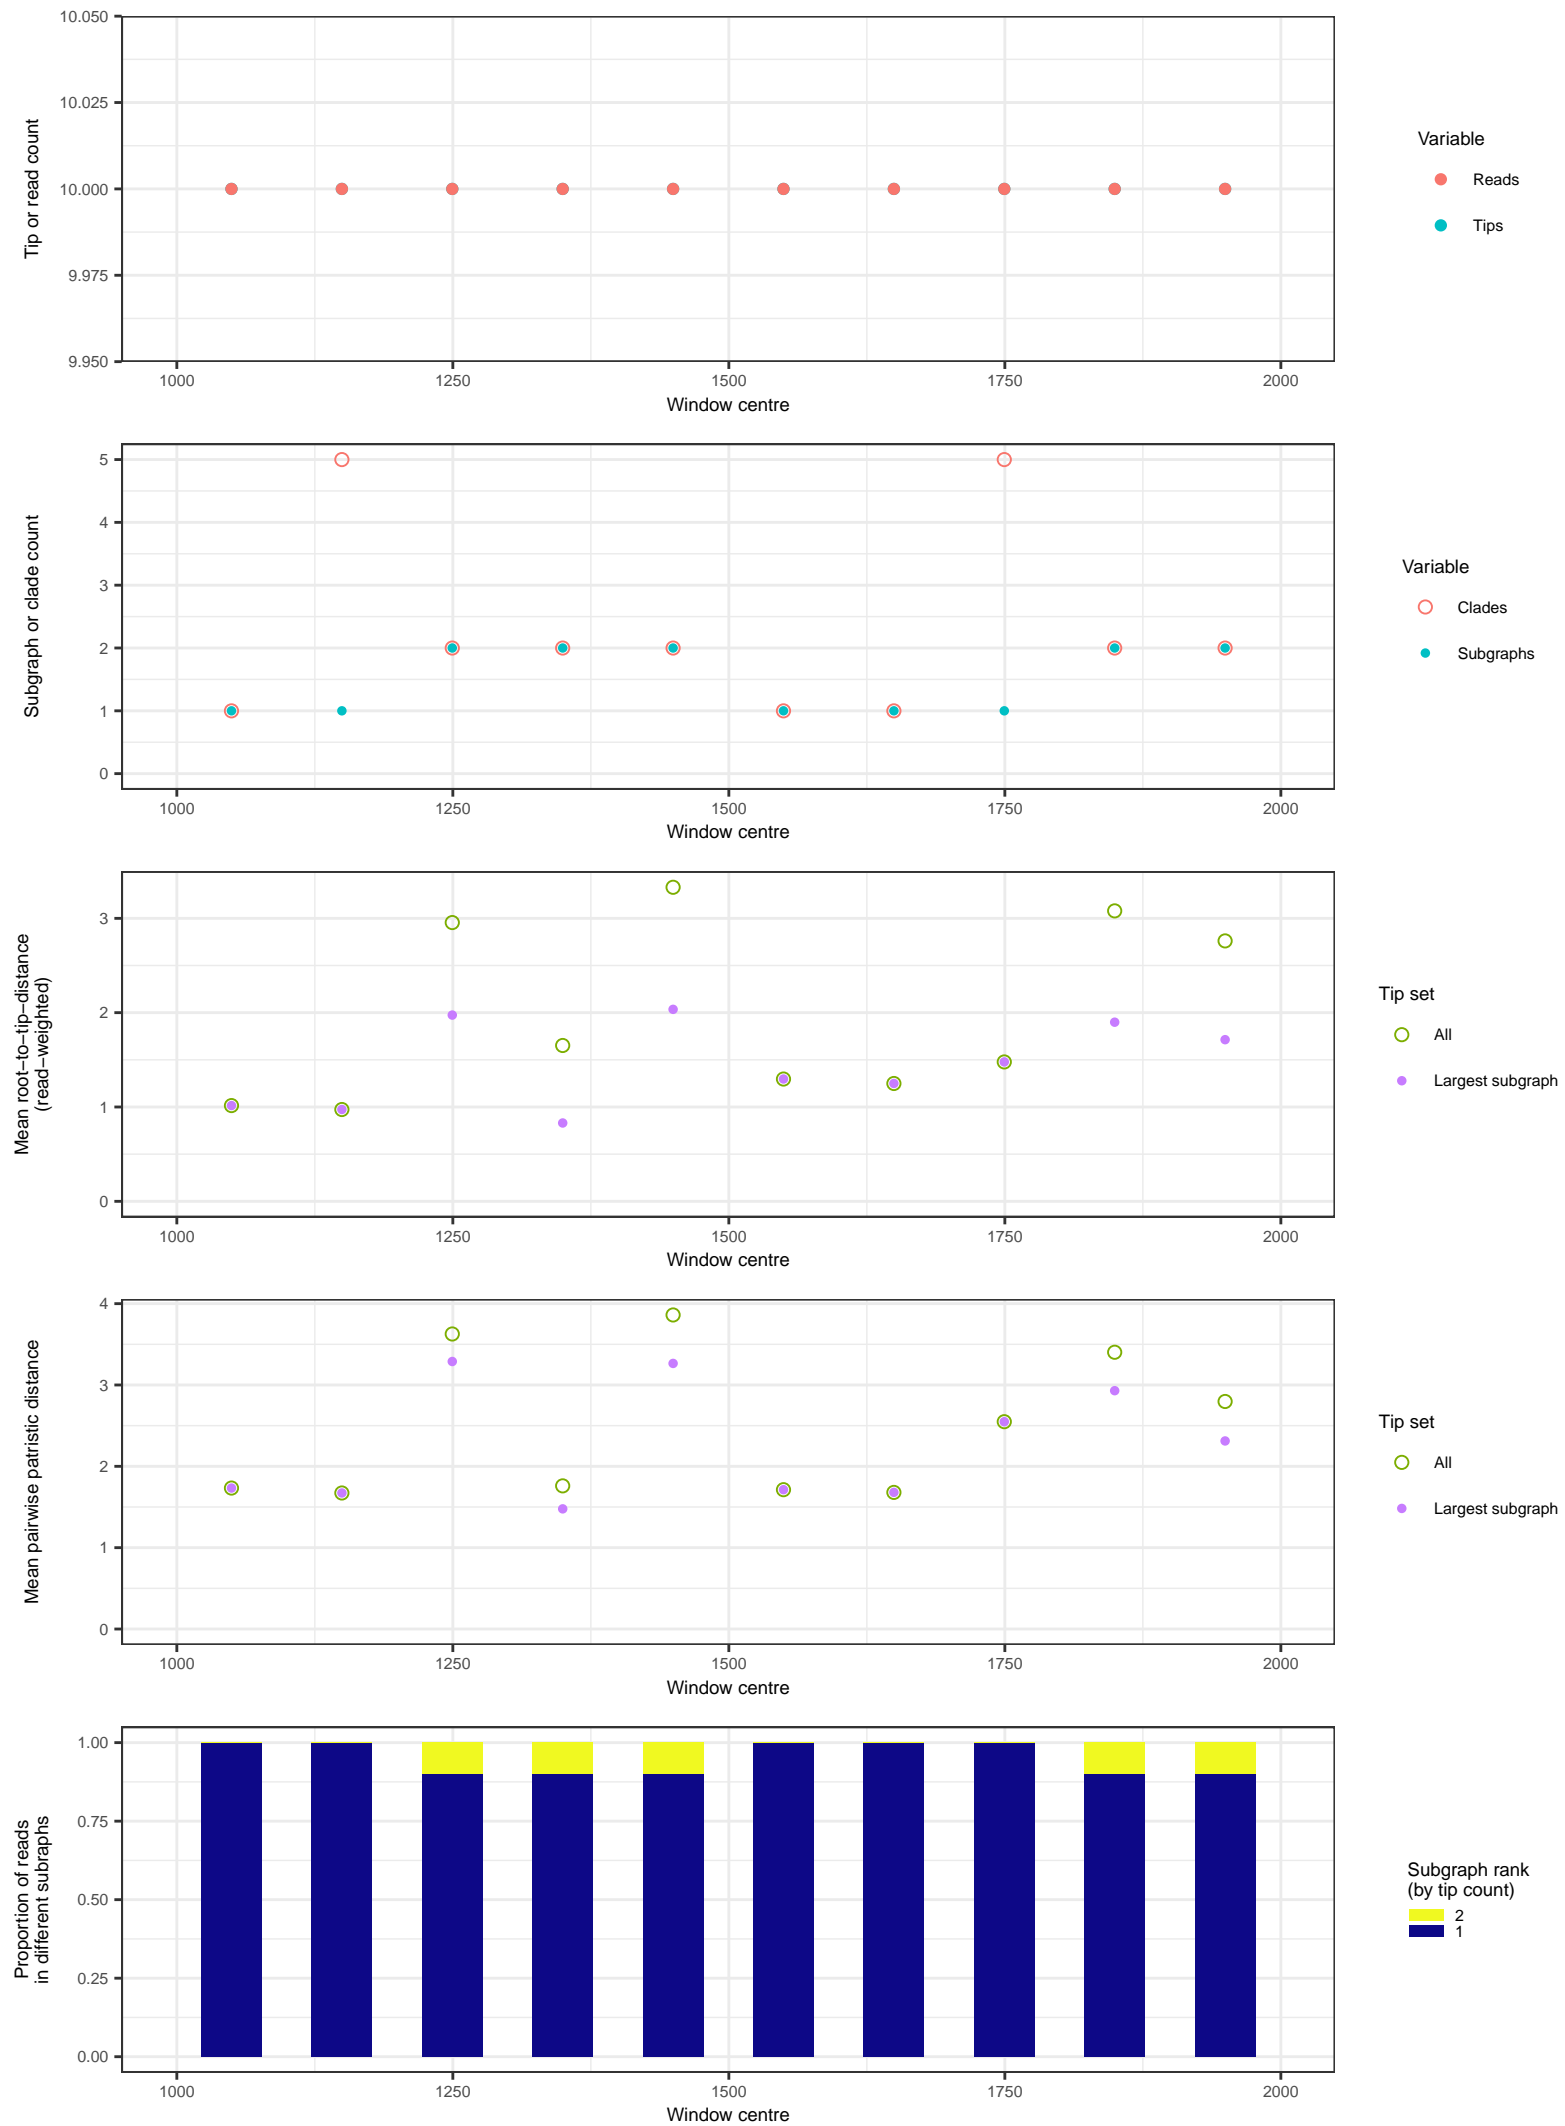 10.050
10.025
10.000
9.975
9.950
Tip or read count
1000 1250 1500 1750 2000
Window centre
Variable
Reads
Tips
5
4
3
2
1
0
Subgraph or clade count
1000 1250 1500 1750 2000
Window centre
Variable
Clades
Subgraphs
3
2
1
0
Mean root−to−tip−distance
(read−weighted)
1000 1250 1500 1750 2000
Window centre
Tip set
All
Largest subgraph
4
3
2
1
0
Mean pairwise patristic distance
1000 1250 1500 1750 2000
Window centre
Tip set
All
Largest subgraph
1.00
0.75
0.50
0.25
0.00
Proportion of reads
in different subraphs
1000 1250 1500 1750 2000
Window centre
Subgraph rank
(by tip count)
2
1